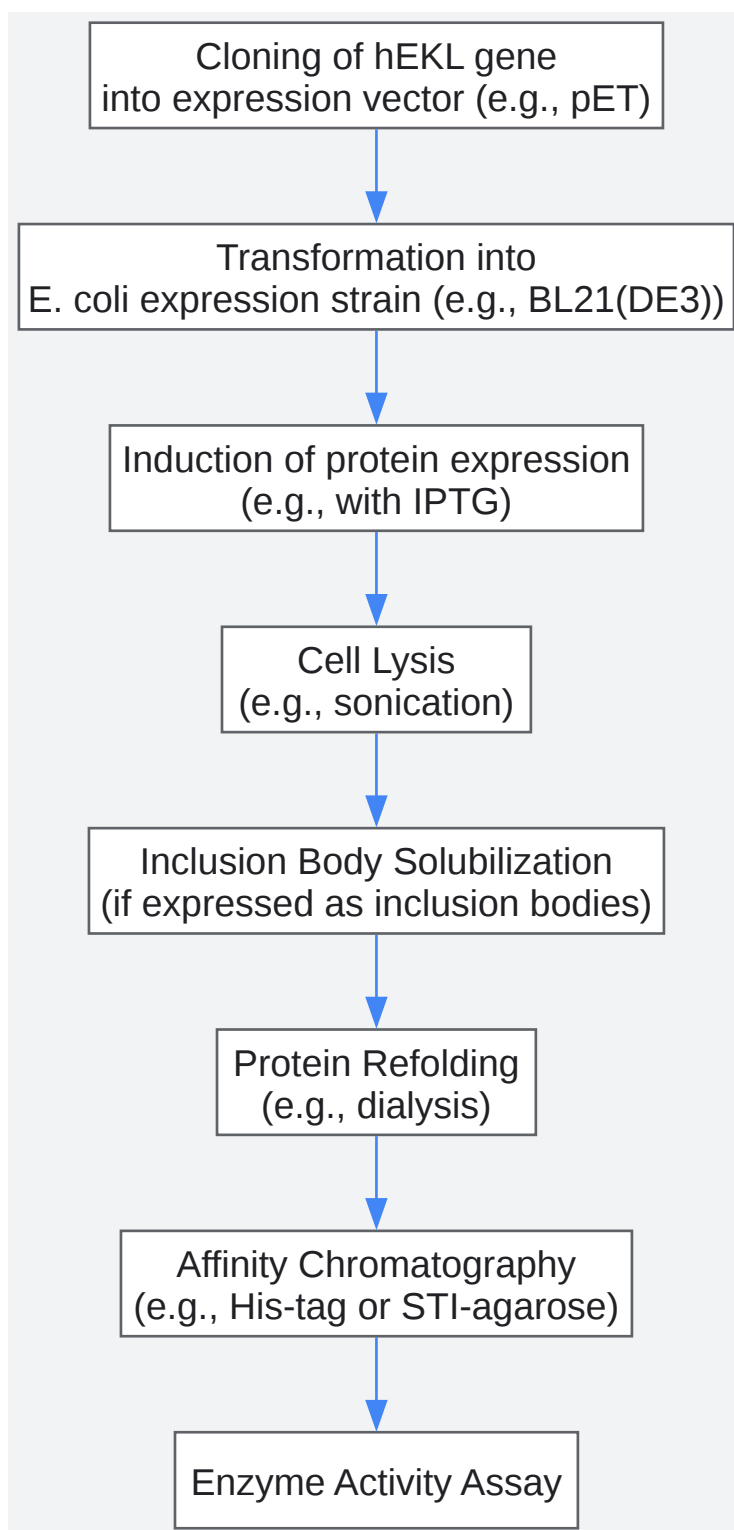 Cloning of hEKL gene
into expression vector (e.g., pET)
Transformation into
E. coli expression strain (e.g., BL21(DE3))
Induction of protein expression
(e.g., with IPTG)
Cell Lysis
(e.g., sonication)
Inclusion Body Solubilization
(if expressed as inclusion bodies)
Protein Refolding
(e.g., dialysis)
Affinity Chromatography
(e.g., His-tag or STI-agarose)
Enzyme Activity Assay